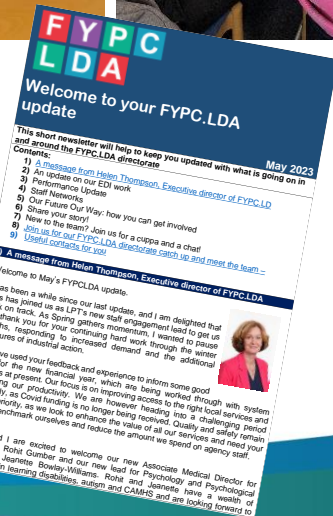 F Y P C
L D A
Welcome to your FYPC.LDA
update
May 2023
This short newsletter will help to keep you updated with what is going on in
and around the FYPC.LDA directorate
Contents:
1) A message from Helen Thompson, Executive director of FYPC.LD
2) An update on our EDI work
3) Performance Update
4) Staff Networks
5) Our Future Our Way: how you can get involved
6) Share your story!
7) New to the team? Join us for a cuppa and a chat!
8) Join us for our FYPC-LDA directorate catch up and meet the team –
9) Useful contacts for you
) A message from Helen Thompson, Executive director of FYPC.LDA
elcome to May's FYPCLDA update.
as been a while since our last update, and I am delighted that
s has joined us as LPT's new staff engagement lead to get us
k on track. As Spring gathers momentum, I wanted to pause
thank you for your continuing hard work through the winter
hs, responding to increased demand and the additional
ures of industrial action.
ve used your feedback and experience to inform some good
for the new financial year, which are being worked through with system
s at present. Our focus is on improving access to the right local services and
ing our productivity. We are however heading into a challenging period
ly, as Covid funding is no longer being received. Quality and safety remain
riority, as we look to enhance the value of all our services and need your
enchmark ourselves and reduce the amount we spend on agency staff.
d I are excited to welcome our new Associate Medical Director for
Rohit Gumber and our new lead for Psychology and Psychological
Jeanette Bowlay-Williams. Rohit and Jeanette have a wealth of
in learning disabilities, autism and CAMHS and are looking forward to